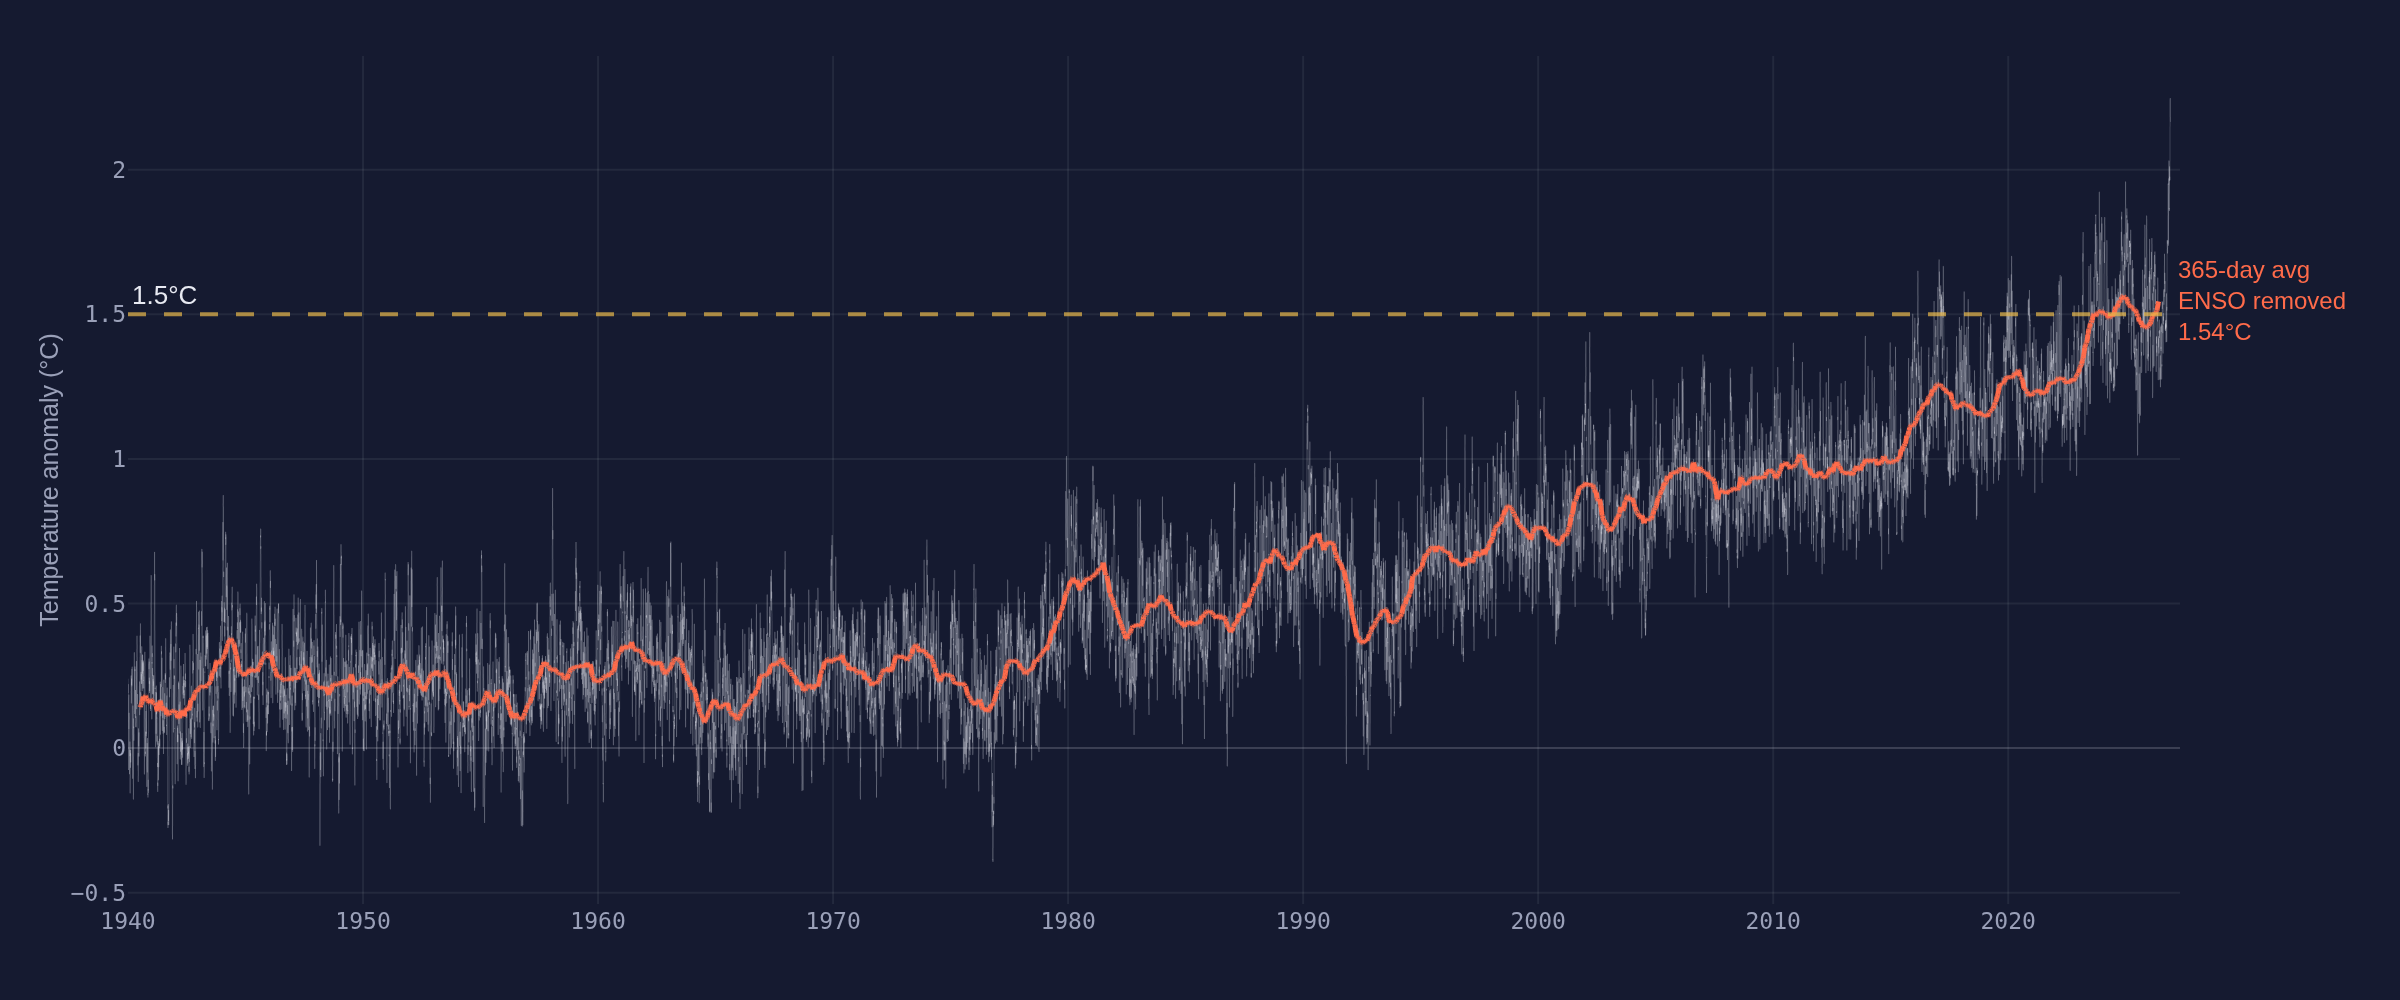 2
1.5°C
1.5
1
0.5
0
−0.5
Temperature anomaly (°C)
1940 1950 1960 1970 1980 1990 2000 2010 2020
365-day avg
ENSO removed
1.54°C